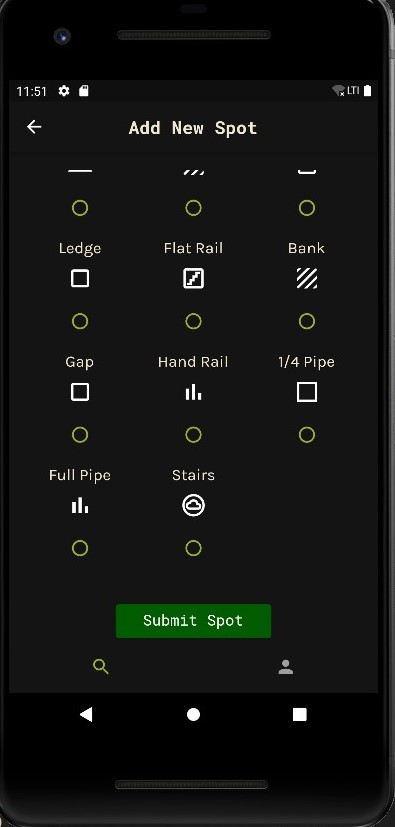 11:51 LTE
Add New Spot
Ledge Flat Rail Bank
Gap Hand Rail 1/4 Pipe
Full Pipe Stairs
Submit Spot